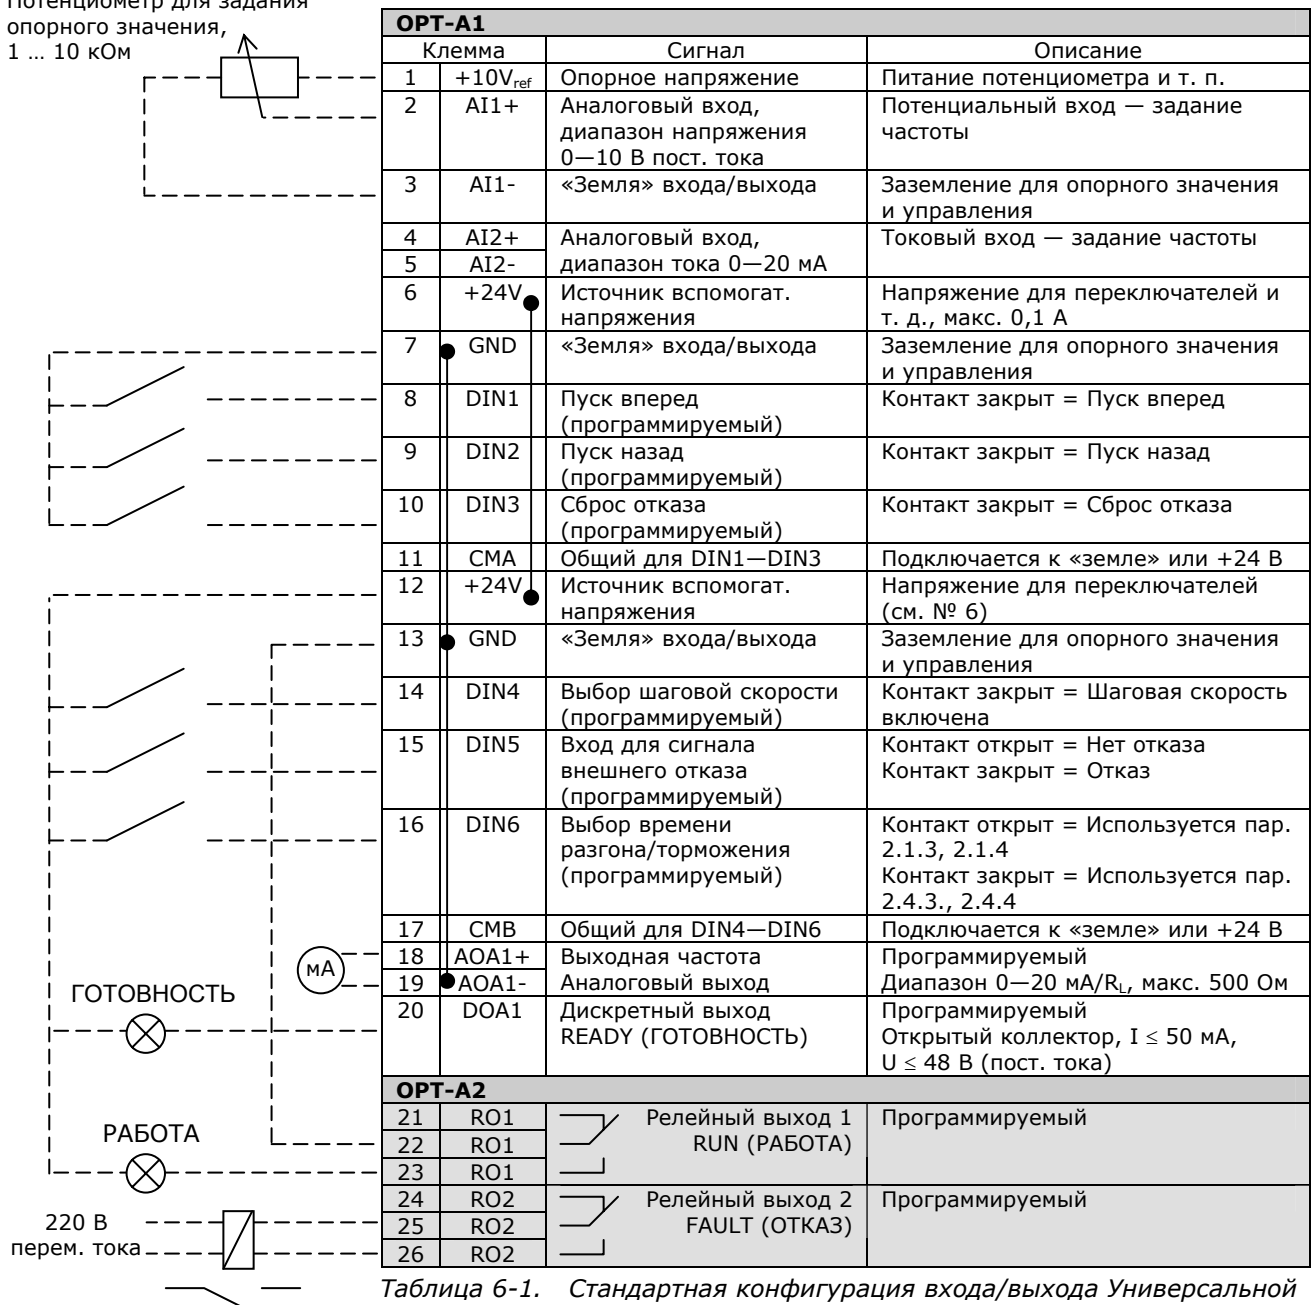 Потенциометр для задания
опорного значения,
1 … 10 кОм
OPT-A1
Клемма Сигнал Описание
1 +10Vref Опорное напряжение Питание потенциометра и т. п.
2 AI1+ Аналоговый вход, Потенциальный вход — задание
диапазон напряжения частоты
0—10 В пост. тока
3 AI1- «Земля» входа/выхода Заземление для опорного значения
и управления
4 AI2+ Аналоговый вход, Токовый вход — задание частоты
5 AI2- диапазон тока 0—20 мА
6 +24V Источник вспомогат. Напряжение для переключателей и
напряжения т. д., макс. 0,1 А
7 GND «Земля» входа/выхода Заземление для опорного значения
и управления
8 DIN1 Пуск вперед Контакт закрыт = Пуск вперед
(программируемый)
9 DIN2 Пуск назад Контакт закрыт = Пуск назад
(программируемый)
10 DIN3 Сброс отказа Контакт закрыт = Сброс отказа
(программируемый)
11 CMA Общий для DIN1—DIN3 Подключается к «земле» или +24 В
12 +24V Источник вспомогат. Напряжение для переключателей
напряжения (см. № 6)
13 GND «Земля» входа/выхода Заземление для опорного значения
и управления
14 DIN4 Выбор шаговой скорости Контакт закрыт = Шаговая скорость
(программируемый) включена
15 DIN5 Вход для сигнала Контакт открыт = Нет отказа
внешнего отказа Контакт закрыт = Отказ
(программируемый)
16 DIN6 Выбор времени Контакт открыт = Используется пар.
разгона/торможения 2.1.3, 2.1.4
(программируемый) Контакт закрыт = Используется пар.
2.4.3., 2.4.4
17 CMB Общий для DIN4—DIN6 Подключается к «земле» или +24 В
18 AOA1+ Выходная частота Программируемый
мА
19 AOA1- Аналоговый выход Диапазон 0—20 мА/RL, макс. 500 Ом
ГОТОВНОСТЬ
20 DOA1 Дискретный выход Программируемый
READY (ГОТОВНОСТЬ) Открытый коллектор, I ≤ 50 мА,
U ≤ 48 В (пост. тока)
OPT-A2
21 RO1 Релейный выход 1 Программируемый
РАБОТА
22 RO1 RUN (РАБОТА)
23 RO1
24 RO2 Релейный выход 2 Программируемый
220 В
25 RO2 FAULT (ОТКАЗ)
перем. тока
26 RO2
Таблица 6-1. Стандартная конфигурация входа/выхода Универсальной